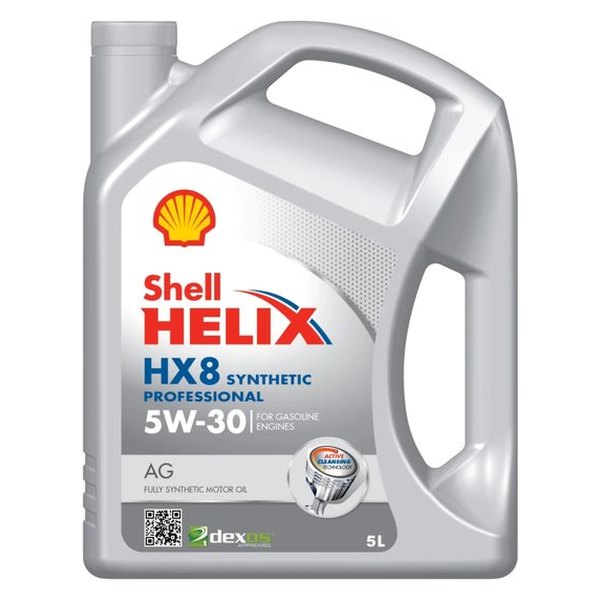 Shell
HELIX
HX8 SYNTHETIC
PROFESSIONAL
5W-30 FOR GASOLINE
ENGINES
ACTIVE
CLEANSING
TECHNOLOGY
AG
FULLY SYNTHETIC MOTOR OIL
1 dexos
APPROVED
5L